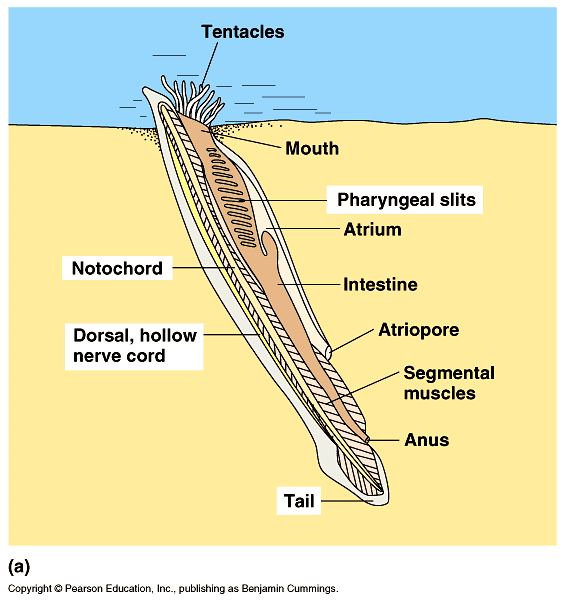 Tentacles
Mouth
Pharyngeal slits
Atrium
Notochord
Intestine
Atriopore
Dorsal, hollow
nerve cord
Segmental
muscles
Anus
Tail
(a)
Copyright © Pearson Education, Inc., publishing as Benjamin Cummings.